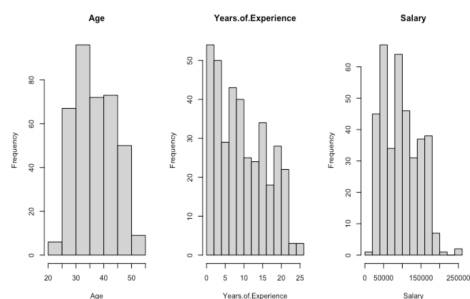 Age
Frequency
0 20 40 60 80
20 30 40 50
Age
Years.of.Experience
Frequency
0 10 20 30 40 50
0 5 10 15 20 25
Years.of.Experience
Salary
Frequency
0 10 20 30 40 50 60
0 50000 150000 250000
Salary